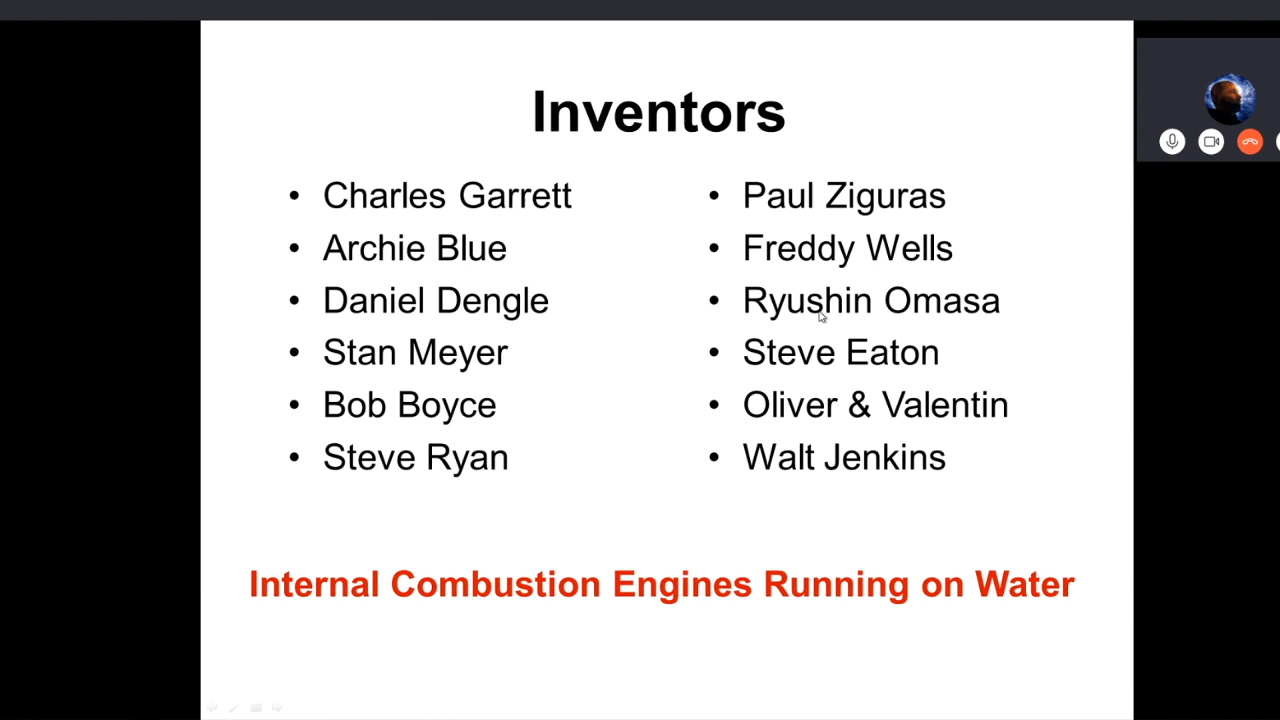 Inventors
• Charles Garrett
• Archie Blue
• Daniel Dengle
• Stan Meyer
• Bob Boyce
• Steve Ryan
• Paul Ziguras
• Freddy Wells
• Ryushin Omasa
• Steve Eaton
• Oliver & Valentin
• Walt Jenkins
Internal Combustion Engines Running on Water